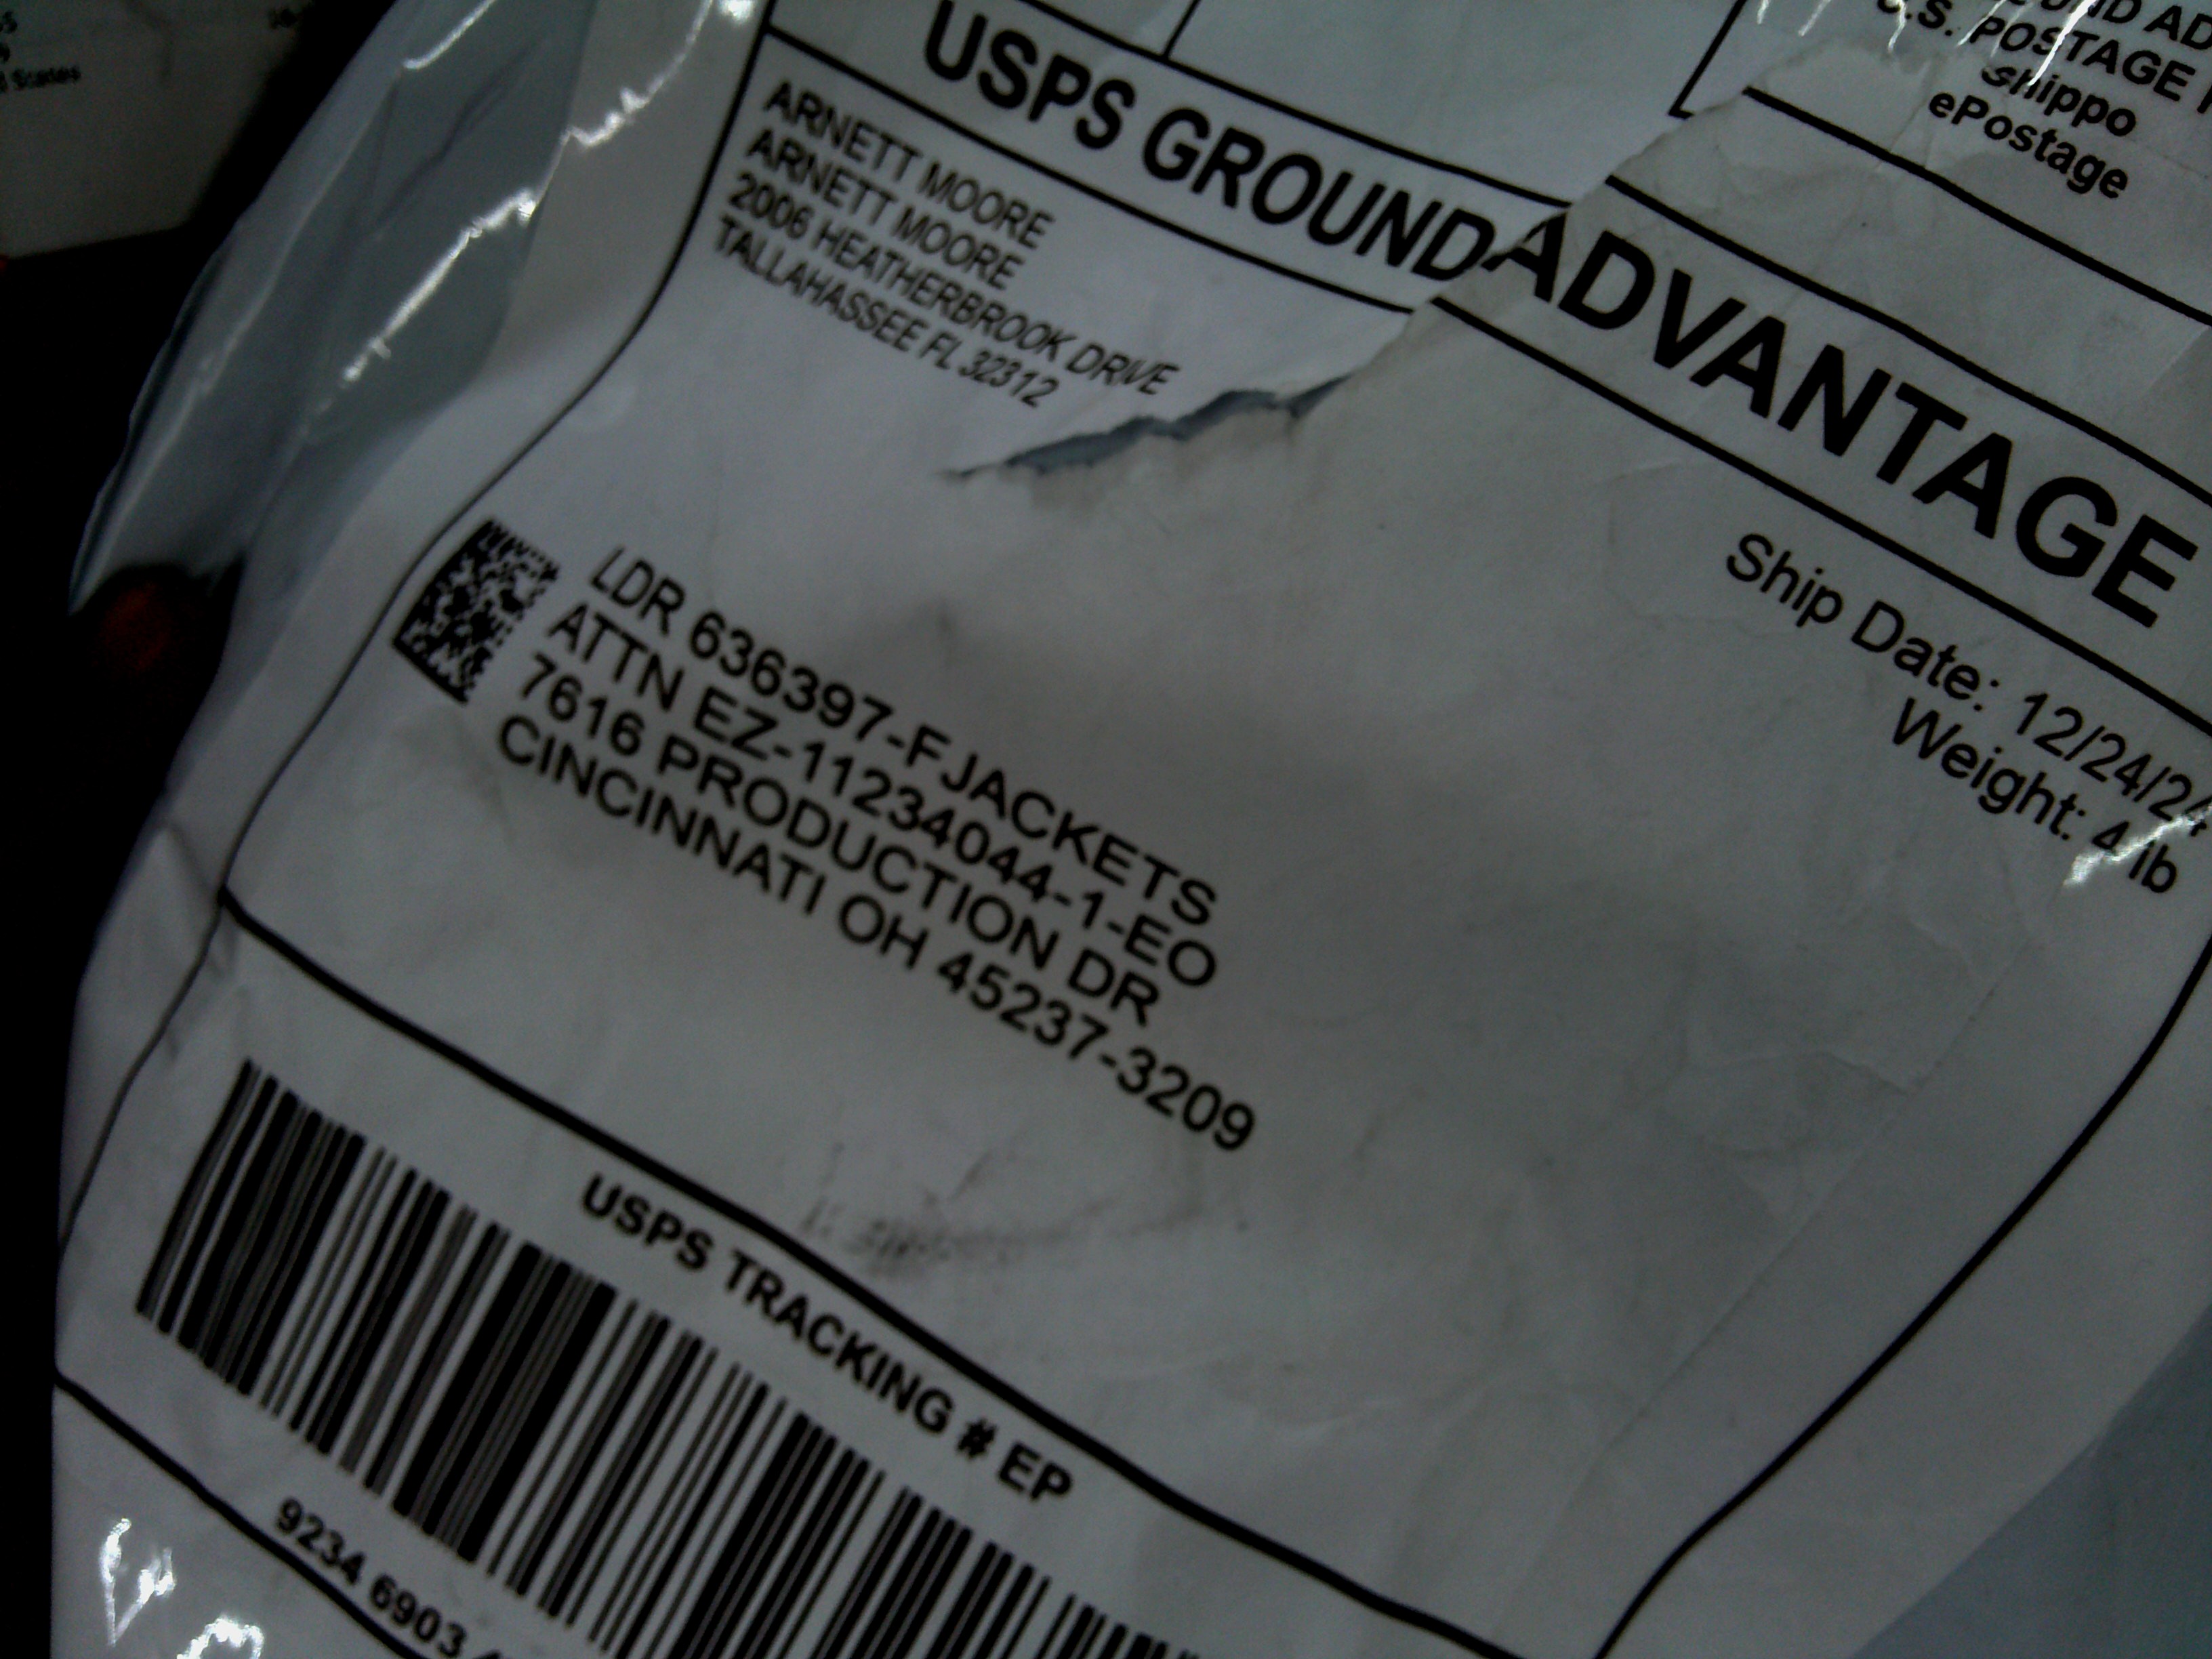 U.S. POSTAGE
Shippo
ePostage
USPS GROUND ADVANTAGE
ARNETT MOORE
ARNETT MOORE
2006 HEATHERBROOK DRIVE
TALLAHASSEE FL 32312
Ship Date: 12/24/24
Weight: 4 lb
LDR 636397-FJACKETS
ATTN EZ-11234044-1-EO
7616 PRODUCTION DR
CINCINNATI OH 45237-3209
USPS TRACKING # EP
9234 6903